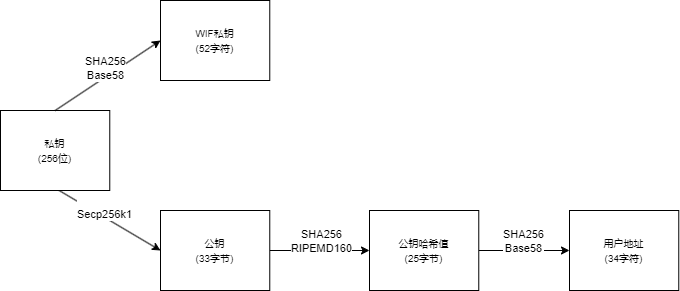 WIF私钥
(52字符)
SHA256
Base58
私钥
(256位)
Secp256k1
公钥
(33字节)
SHA256
RIPEMD160
公钥哈希值
(25字节)
SHA256
Base58
用户地址
(34字符)